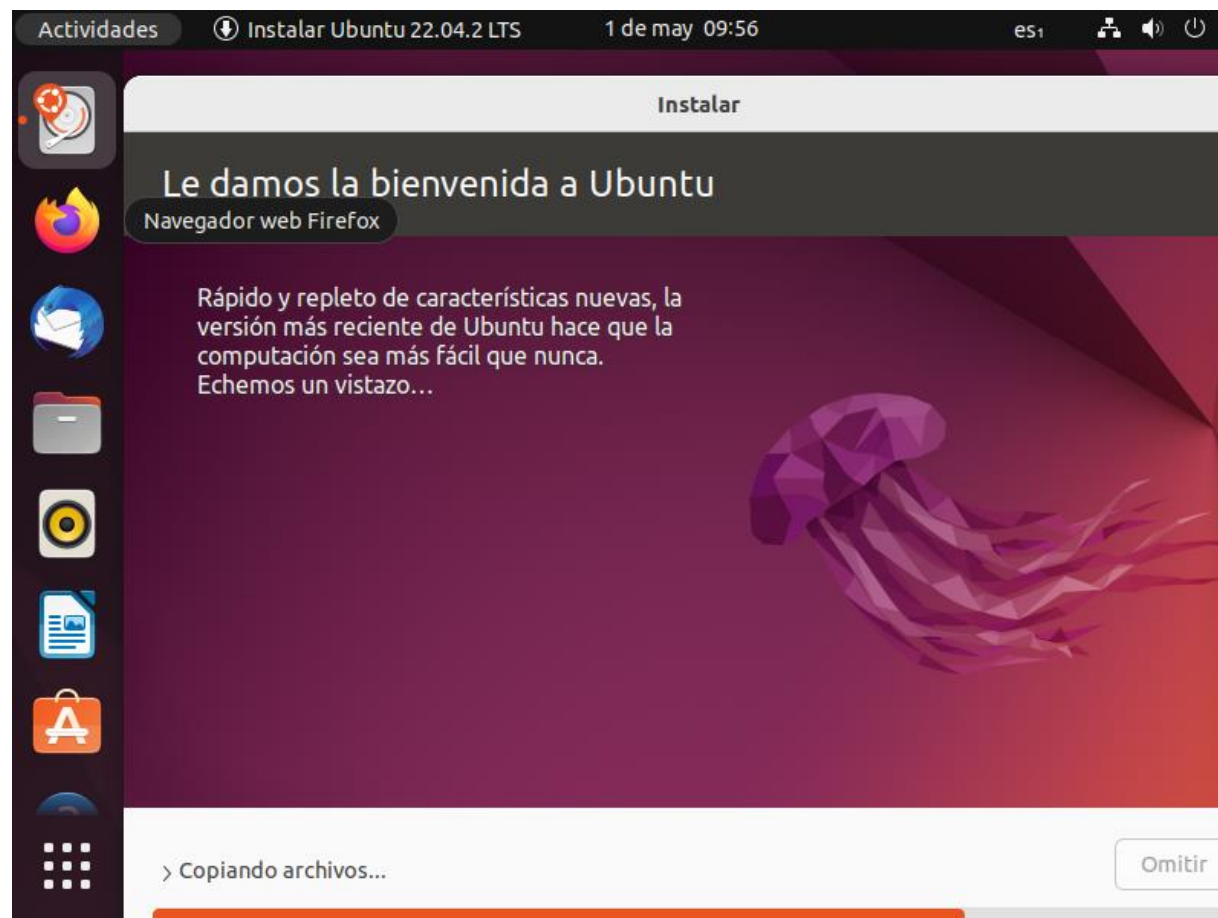 Actividades Instalar Ubuntu 22.04.2 LTS 1 de may 09:56 es₁
Instalar
Le damos la bienvenida a Ubuntu
Navegador web Firefox
Rápido y repleto de características nuevas, la
versión más reciente de Ubuntu hace que la
computación sea más fácil que nunca.
Echemos un vistazo...
> Copiando archivos...
Omitir